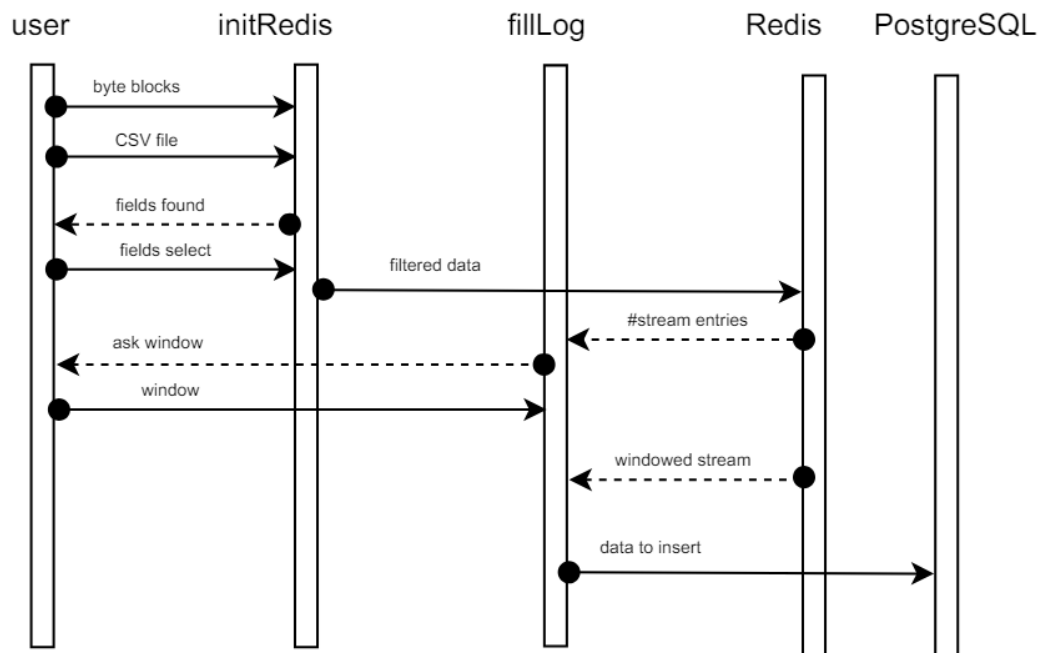 user
initRedis
fillLog
Redis
PostgreSQL
byte blocks
CSV file
fields found
fields select
filtered data
#stream entries
ask window
window
windowed stream
data to insert